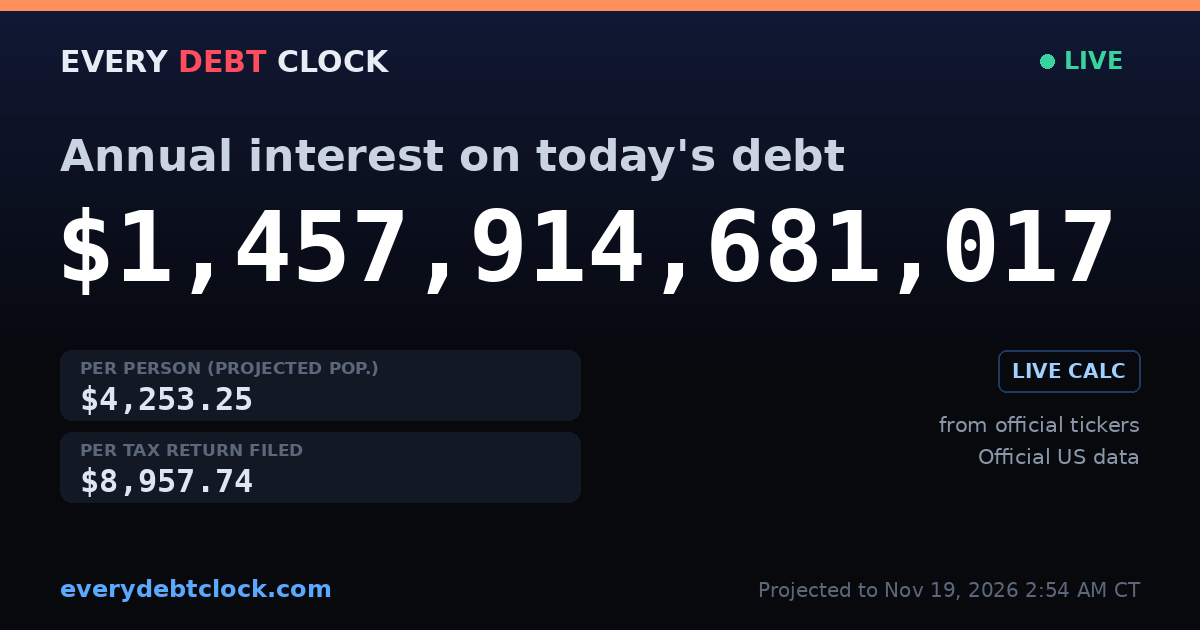 EVERY DEBT CLOCK
LIVE
Annual interest on today's debt
$1,457,914,681,017
PER PERSON (PROJECTED POP.)
$4,253.25
PER TAX RETURN FILED
$8,957.74
LIVE CALC
from official tickers
Official US data
everydebtclock.com
Projected to Nov 19, 2026 2:54 AM CT